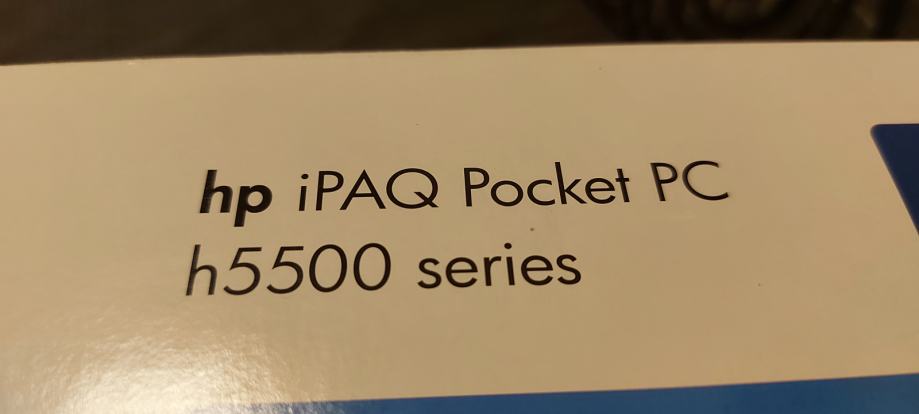 hp iPAQ Pocket PC
h5500 series